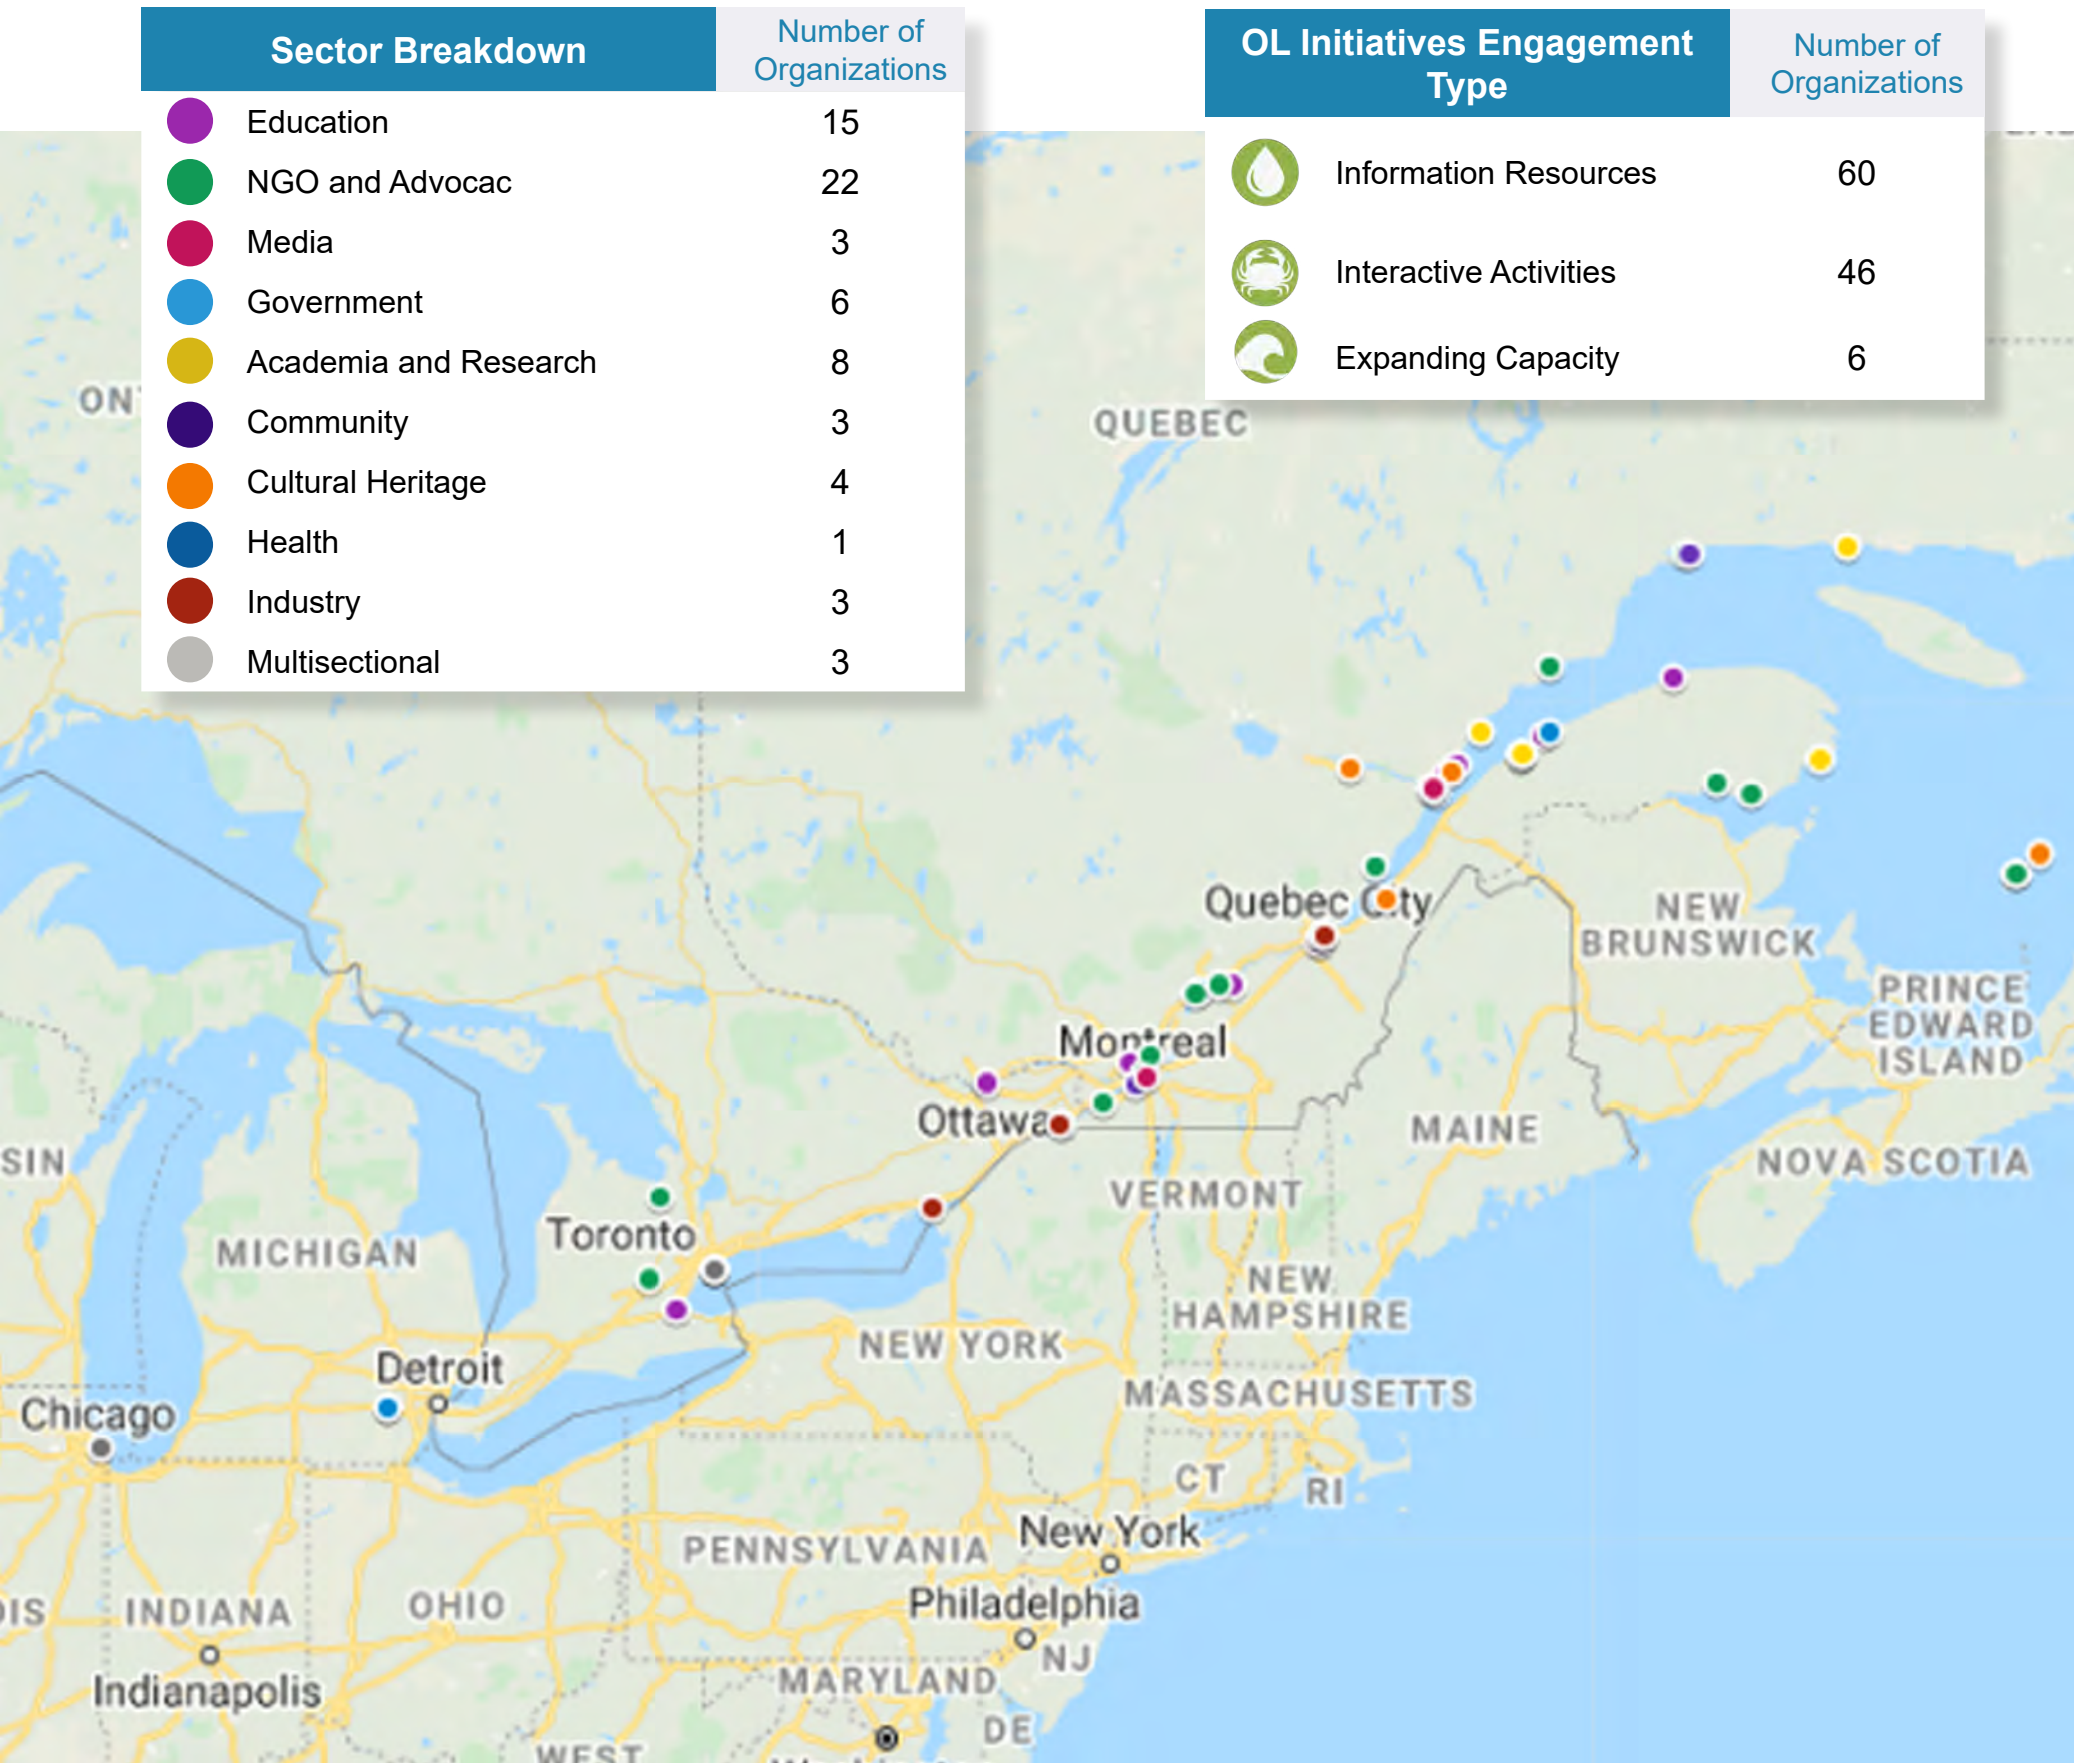 Sector Breakdown
Number of
Organizations
Education 15
NGO and Advocac 22
Media 3
Government 6
Academia and Research 8
Community 3
Cultural Heritage 4
Health 1
Industry 3
Multisectional 3
OL Initiatives Engagement
Type
Number of
Organizations
Information Resources 60
Interactive Activities 46
Expanding Capacity 6
ON
QUEBEC
Quebec City
NEW
BRUNSWICK
PRINCE
EDWARD
ISLAND
Montreal
Ottawa
MAINE
NOVA SCOTIA
SIN
VERMONT
Toronto
MICHIGAN
NEW
HAMPSHIRE
NEW YORK
Detroit
MASSACHUSETTS
Chicago
CT
RI
New York
PENNSYLVANIA
Philadelphia
OIS
INDIANA
OHIO
NJ
Indianapolis
MARYLAND
DE
WEST